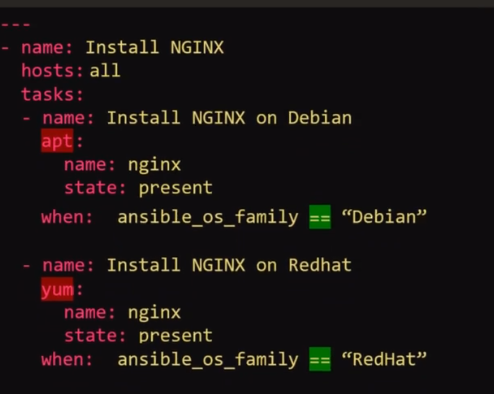 ---
- name: Install NGINX
  hosts: all
  tasks:
  - name: Install NGINX on Debian
    apt:
      name: nginx
      state: present
    when:  ansible_os_family == “Debian”

  - name: Install NGINX on Redhat
    yum:
      name: nginx
      state: present
    when:  ansible_os_family == “RedHat”